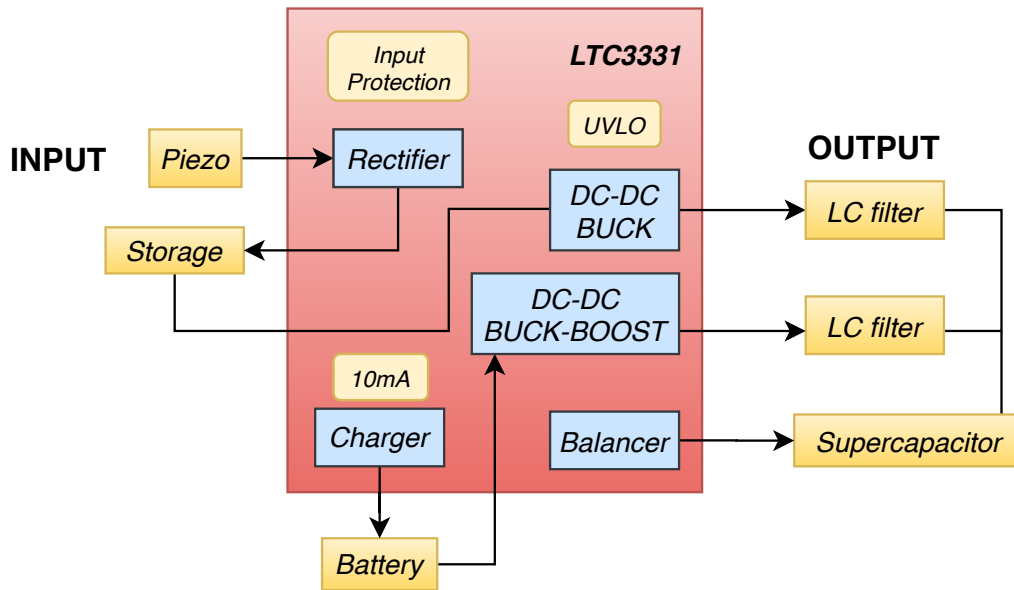 Input
Protection
LTC3331
UVLO
INPUT
Piezo
Rectifier
OUTPUT
DC-DC
BUCK
LC filter
Storage
DC-DC
BUCK-BOOST
LC filter
10mA
Charger
Balancer
Supercapacitor
Battery